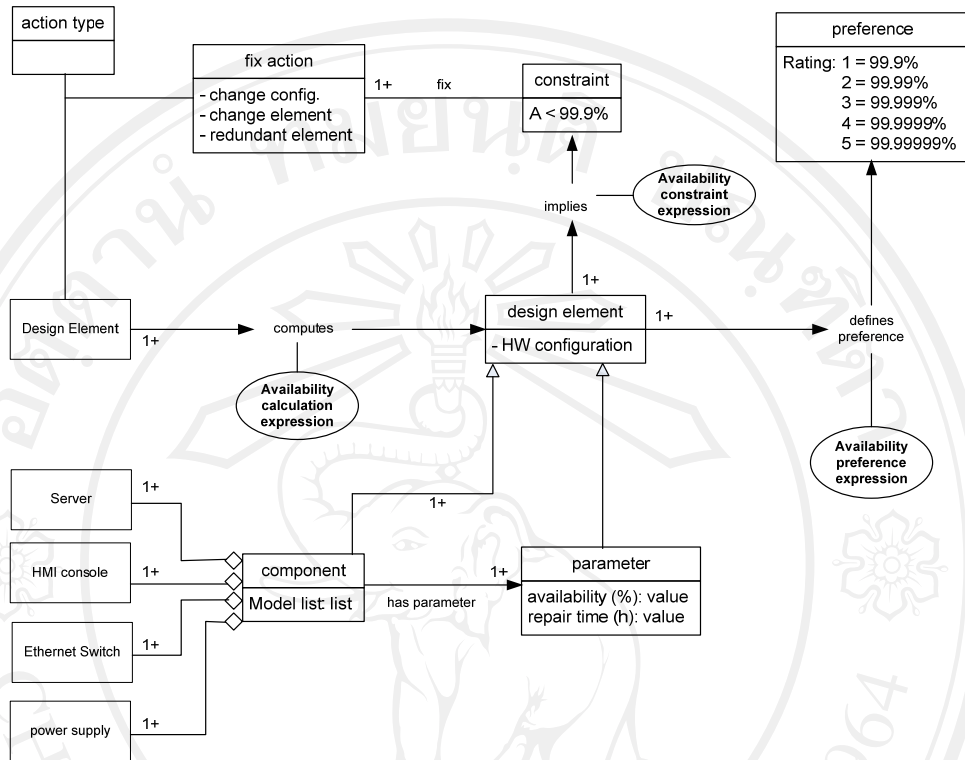 action type
fix action
- change config.
- change element
- redundant element
1+
fix
constraint
A < 99.9%
preference
Rating: 1 = 99.9%
2 = 99.99%
3 = 99.999%
4 = 99.9999%
5 = 99.99999%
implies
Availability
constraint
expression
1+
Design Element
1+
computes
Availability
calculation
expression
design element
- HW configuration
1+
defines
preference
Availability
preference
expression
Server
1+
HMI console
1+
Ethernet Switch
1+
power supply
1+
component
Model list: list
1+
has parameter
1+
parameter
availability (%): value
repair time (h): value
1964